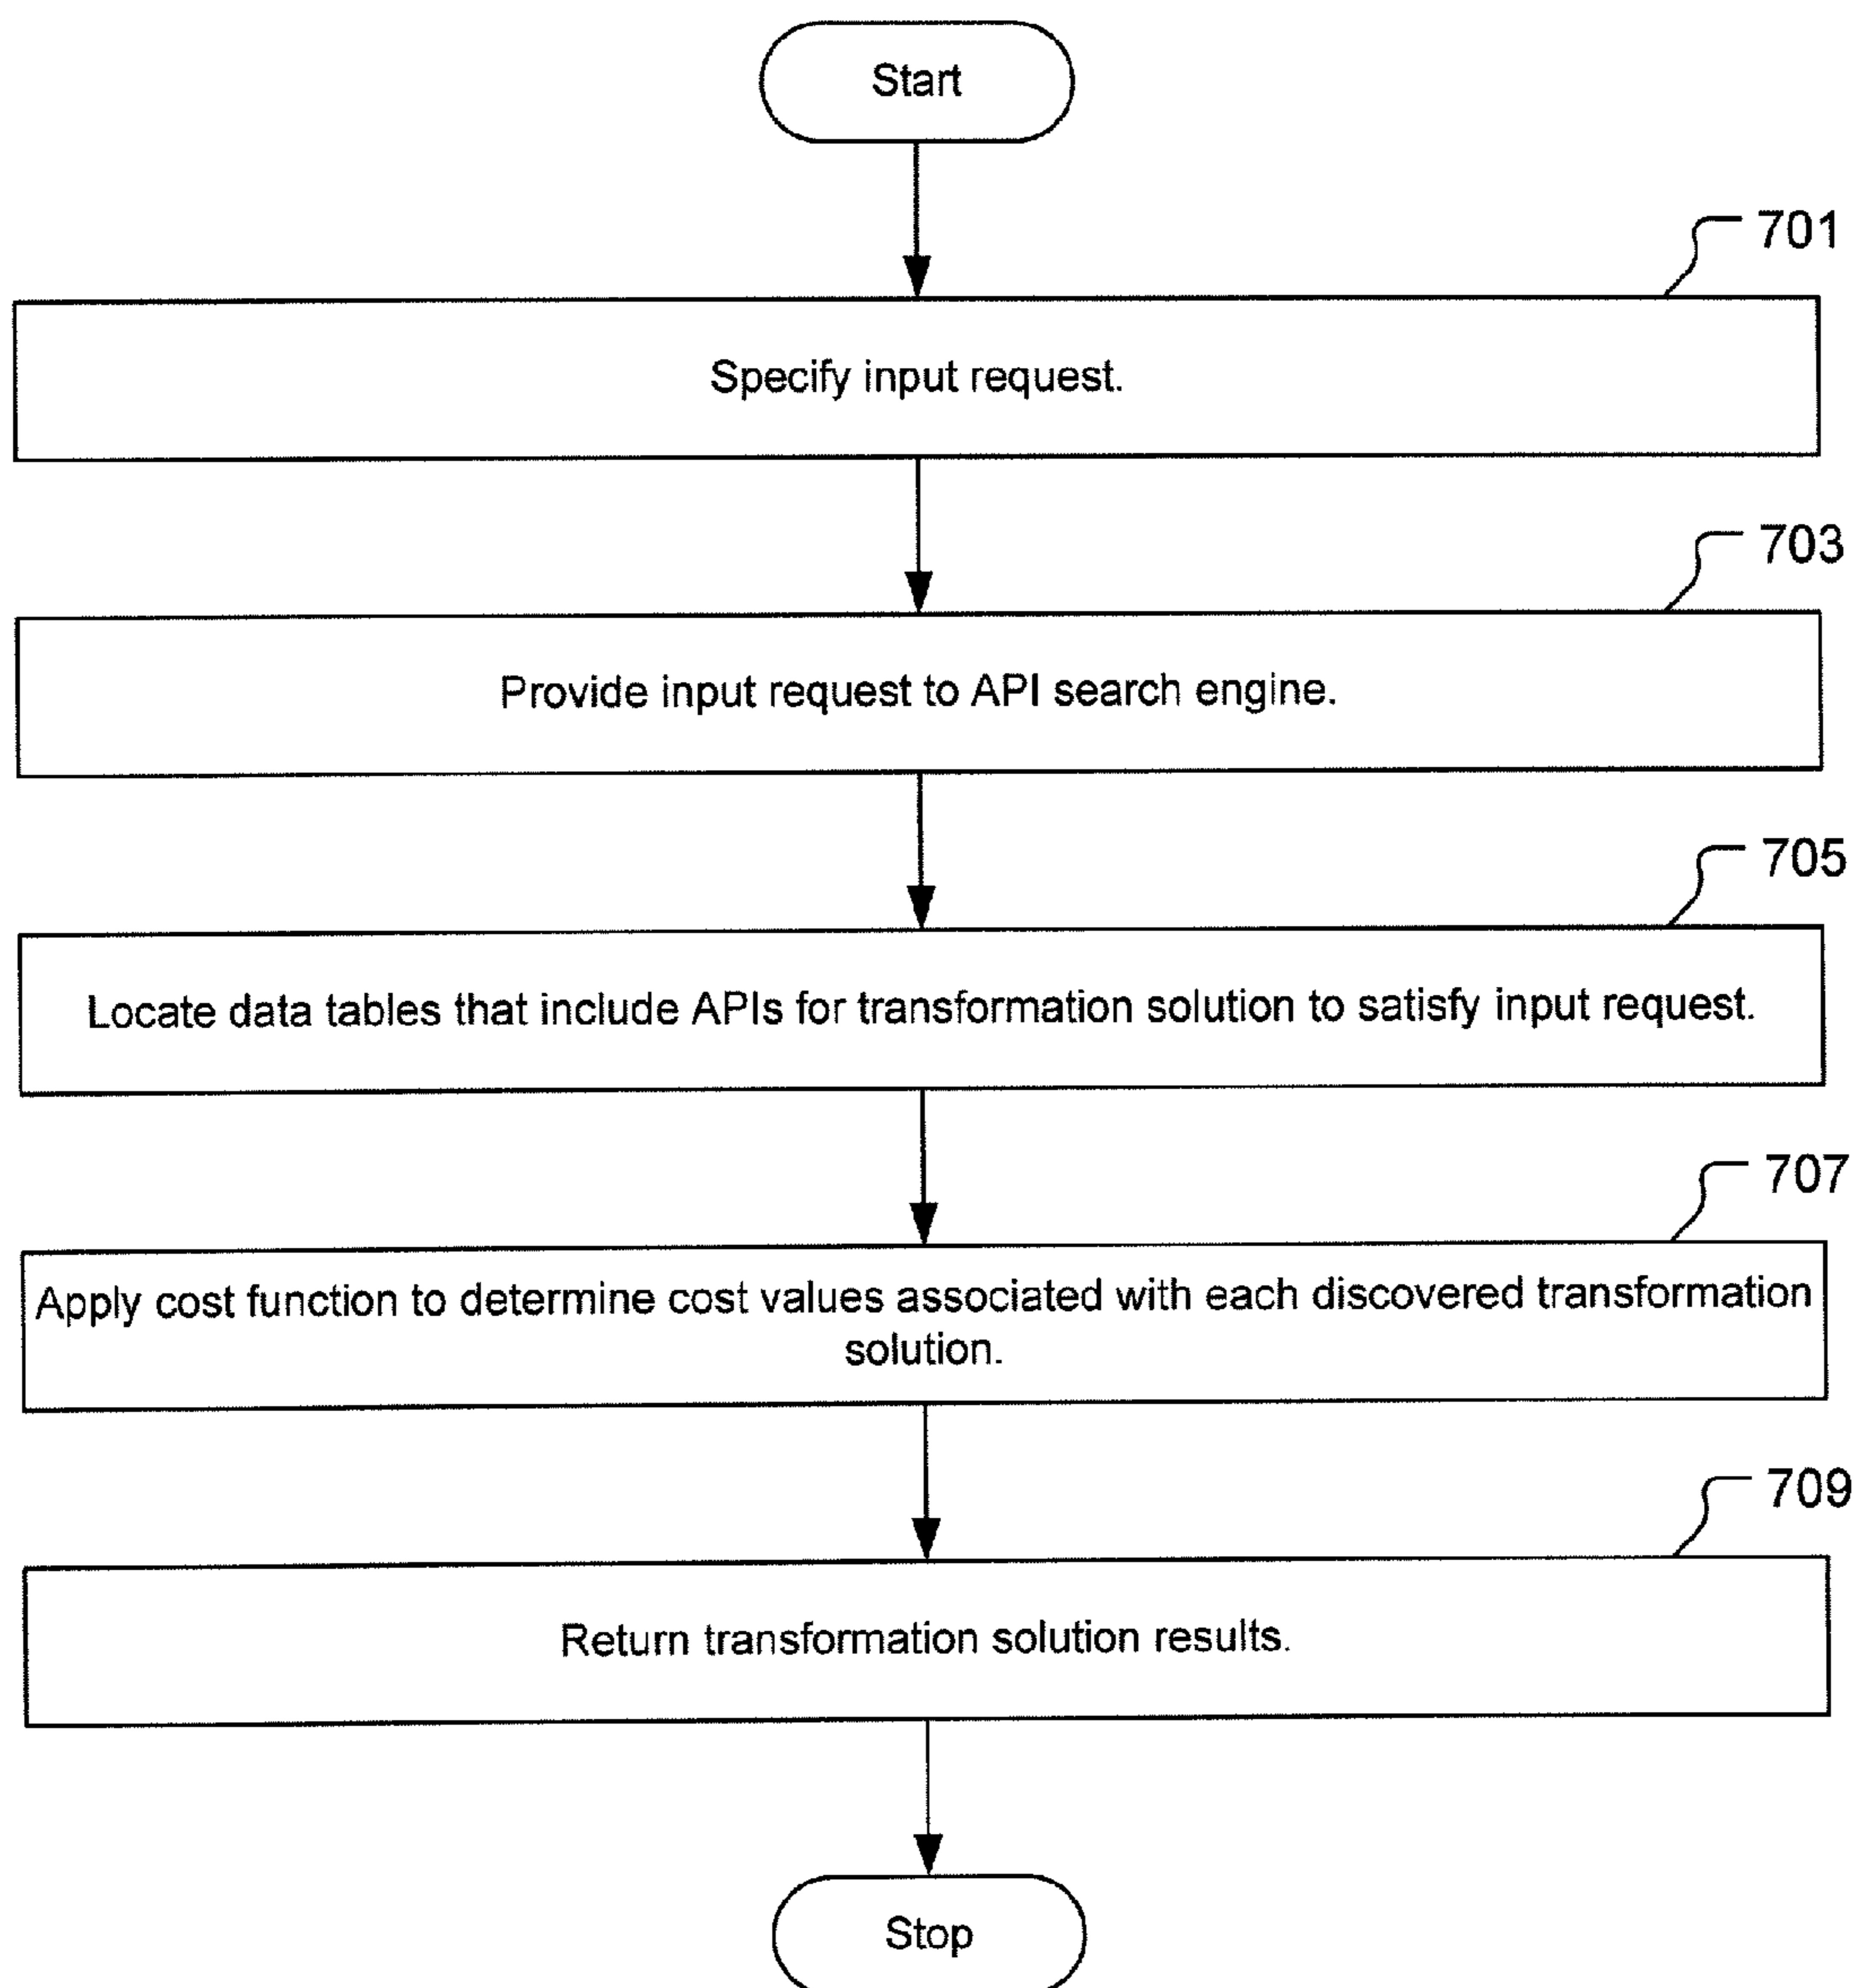 Start
701
Specify input request.
703
Provide input request to API search engine.
705
Locate data tables that include APIs for transformation solution to satisfy input request.
707
Apply cost function to determine cost values associated with each discovered transformation
solution.
709
Return transformation solution results.
Stop